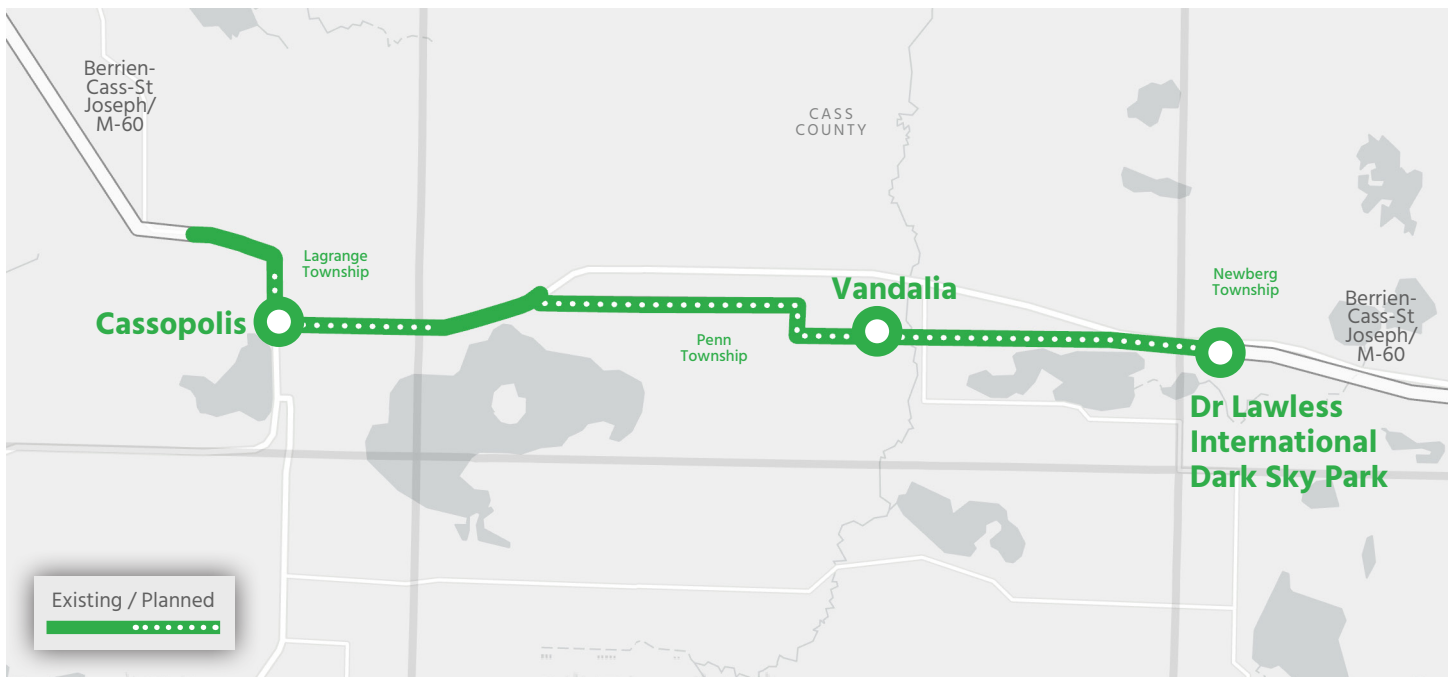 Berrien-
Cass-St
Joseph/
M-60
CASS
COUNTY
Lagrange
Township
Cassopolis
Vandalia
Penn
Township
Newberg
Township
Berrien-
Cass-St
Joseph/
M-60
Dr Lawless
International
Dark Sky Park
Existing / Planned